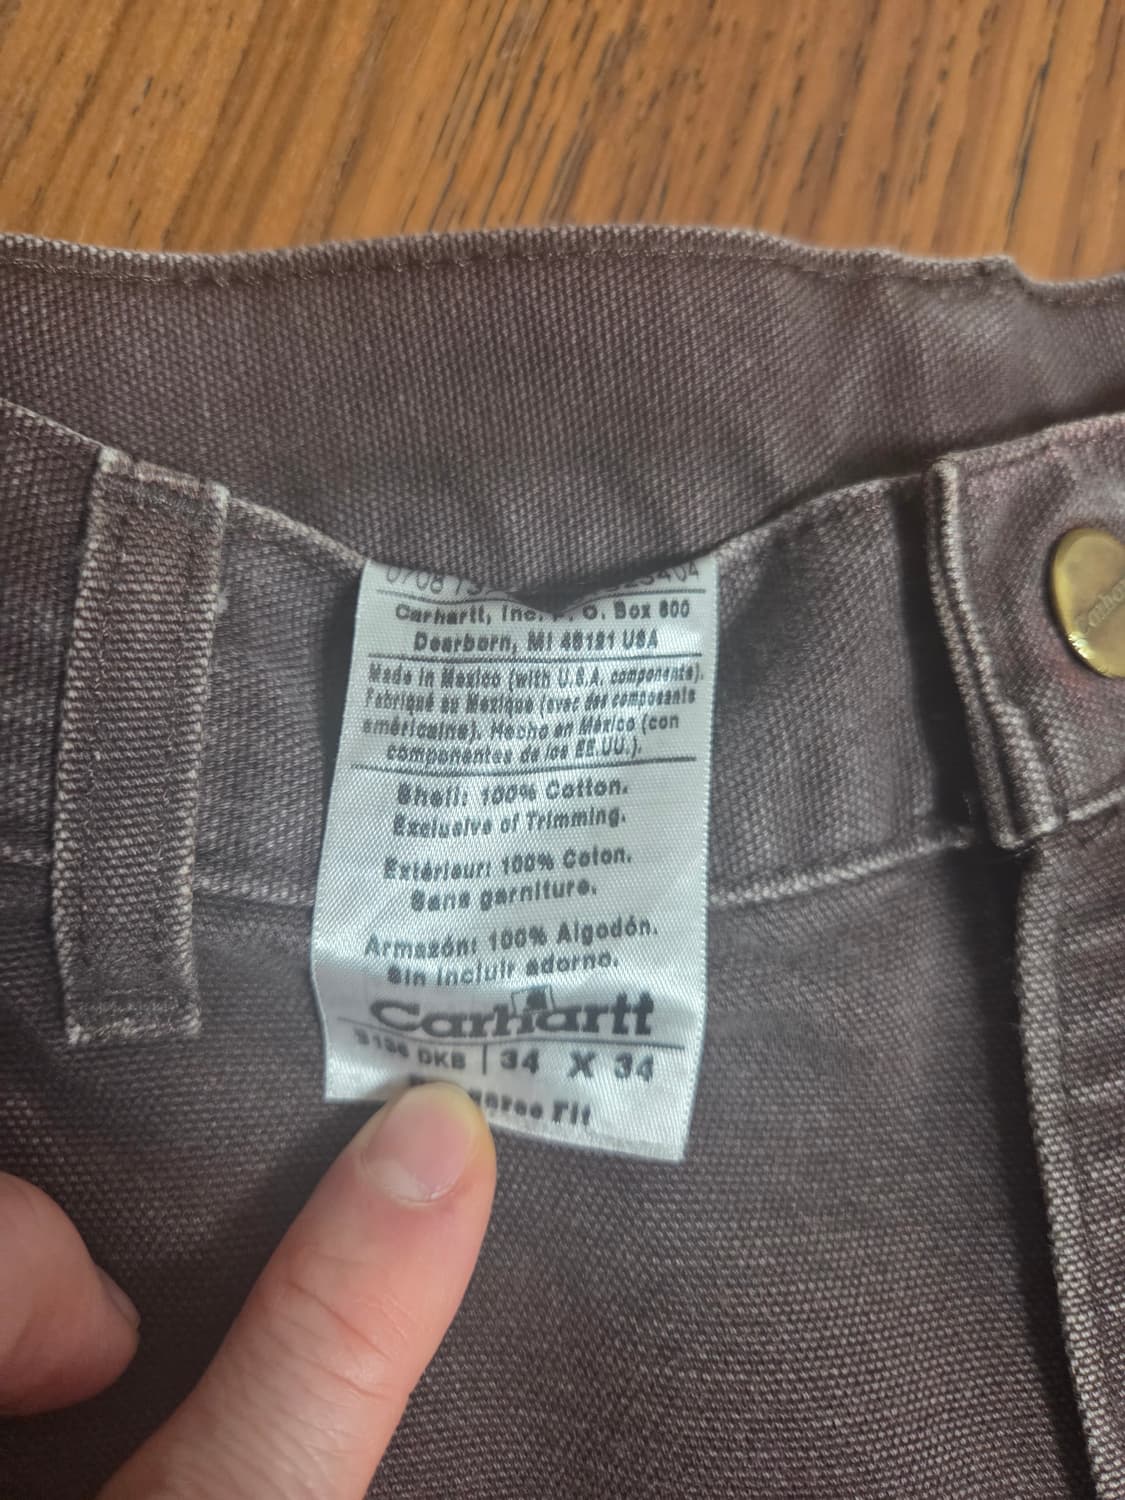 Carhartt, Inc. P. O. Box 600
Dearborn, MI 48121 USA
Made in Mexico (with U.S.A. components).
Fabriqué au Mexique (avec des composants
américains). Hecho en México (con
componentes de los EE.UU.).
Shell: 100% Cotton.
Exclusive of Trimming.
Extérieur: 100% Coton.
Sans garniture.
Armazón: 100% Algodón.
Sin incluir adorno.
Carhartt
B136 DKB | 34 X 34
Fit